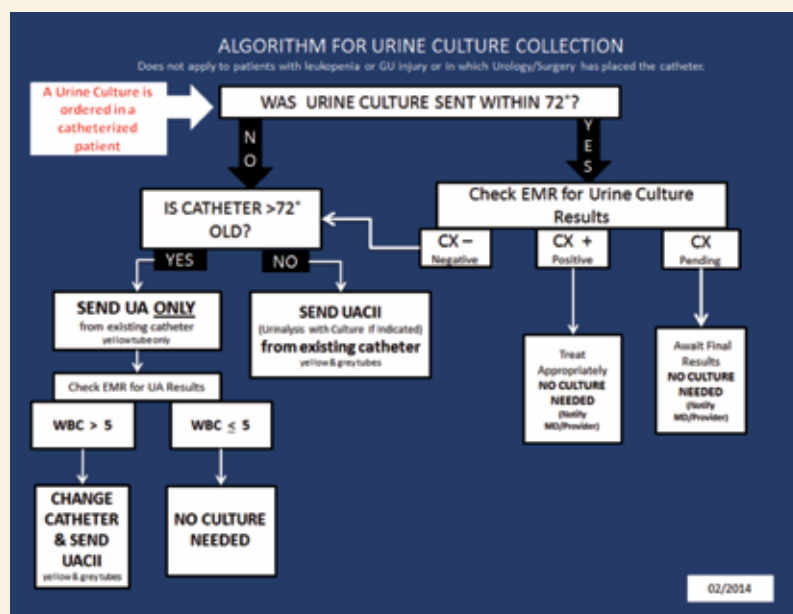 ALGORITHM FOR URINE CULTURE COLLECTION
Does not apply to patients with leukopenia or GU injury or in which Urology/Surgery has placed the catheter.
A Urine Culture is
ordered in a
catheterized
patient
WAS URINE CULTURE SENT WITHIN 72°?
NO
YES
IS CATHETER >72°
OLD?
Check EMR for Urine Culture
Results
CX –
Negative
CX +
Positive
CX
Pending
YES
NO
SEND UA ONLY
from existing catheter
yellow tube only
SEND UACII
(Urinalysis with Culture If Indicated)
from existing catheter
yellow & grey tubes
Treat
Appropriately
NO CULTURE
NEEDED
(Notify
MD/Provider)
Await Final
Results
NO CULTURE
NEEDED
(Notify
MD/Provider)
Check EMR for UA Results
WBC > 5
WBC ≤ 5
CHANGE
CATHETER
& SEND
UACII
yellow & grey tubes
NO CULTURE
NEEDED
02/2014